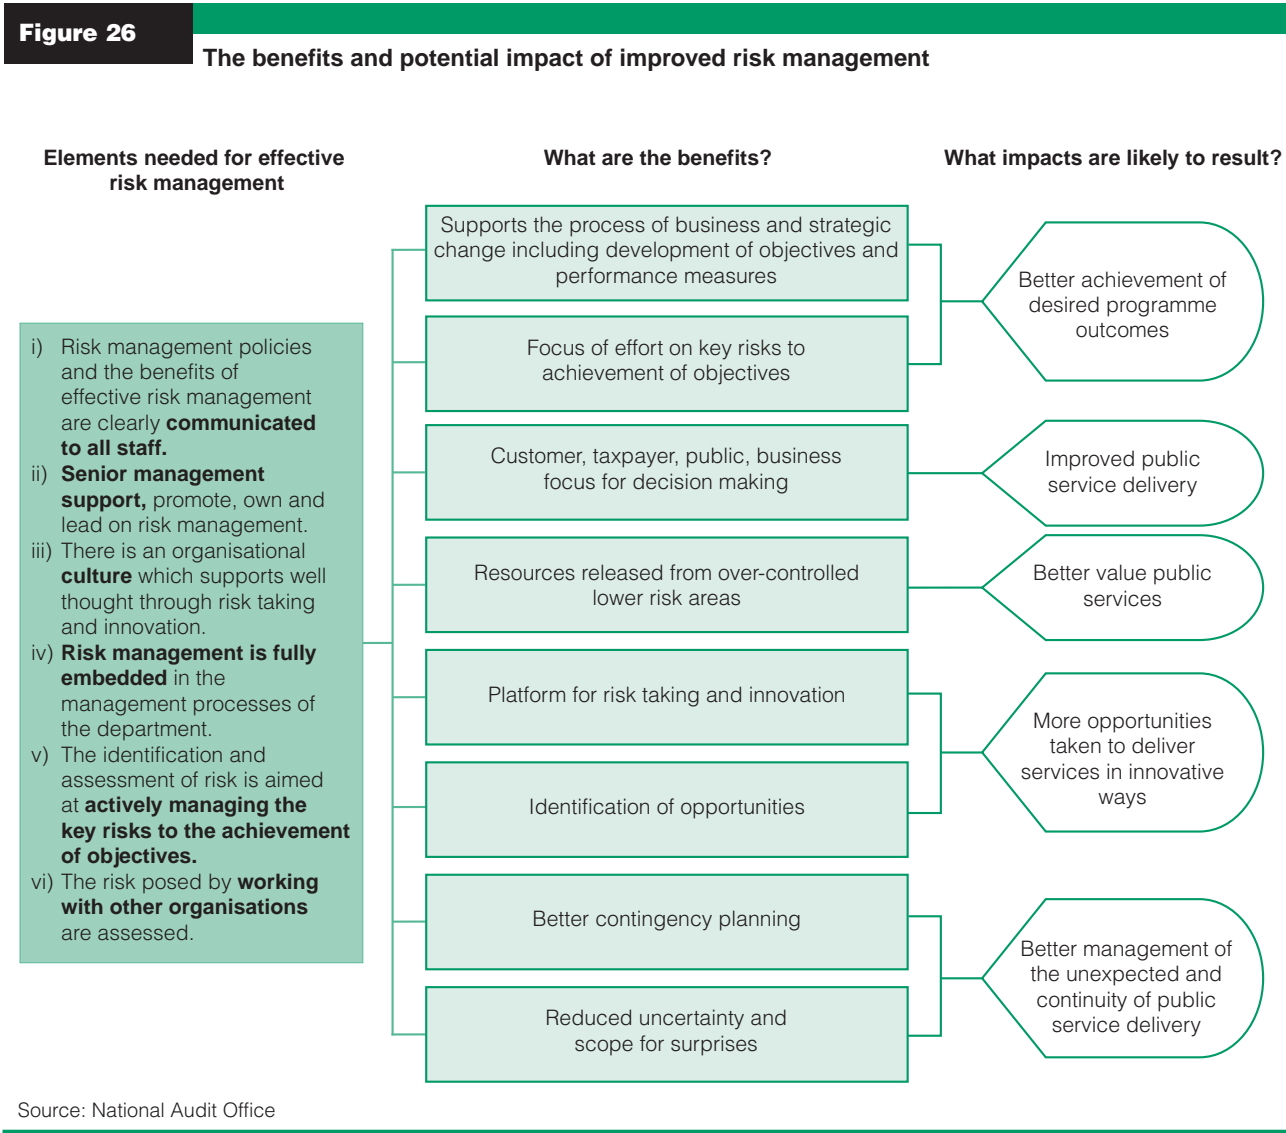 Figure 26
The benefits and potential impact of improved risk management
Elements needed for effective
risk management
i) Risk management policies
and the benefits of
effective risk management
are clearly communicated
to all staff.
ii) Senior management
support, promote, own and
lead on risk management.
iii) There is an organisational
culture which supports well
thought through risk taking
and innovation.
iv) Risk management is fully
embedded in the
management processes of
the department.
v) The identification and
assessment of risk is aimed
at actively managing the
key risks to the achievement
of objectives.
vi) The risk posed by working
with other organisations
are assessed.
What are the benefits?
Supports the process of business and strategic
change including development of objectives and
performance measures
Focus of effort on key risks to
achievement of objectives
Customer, taxpayer, public, business
focus for decision making
Resources released from over-controlled
lower risk areas
Platform for risk taking and innovation
Identification of opportunities
Better contingency planning
Reduced uncertainty and
scope for surprises
What impacts are likely to result?
Better achievement of
desired programme
outcomes
Improved public
service delivery
Better value public
services
More opportunities
taken to deliver
services in innovative
ways
Better management of
the unexpected and
continuity of public
service delivery
Source: National Audit Office